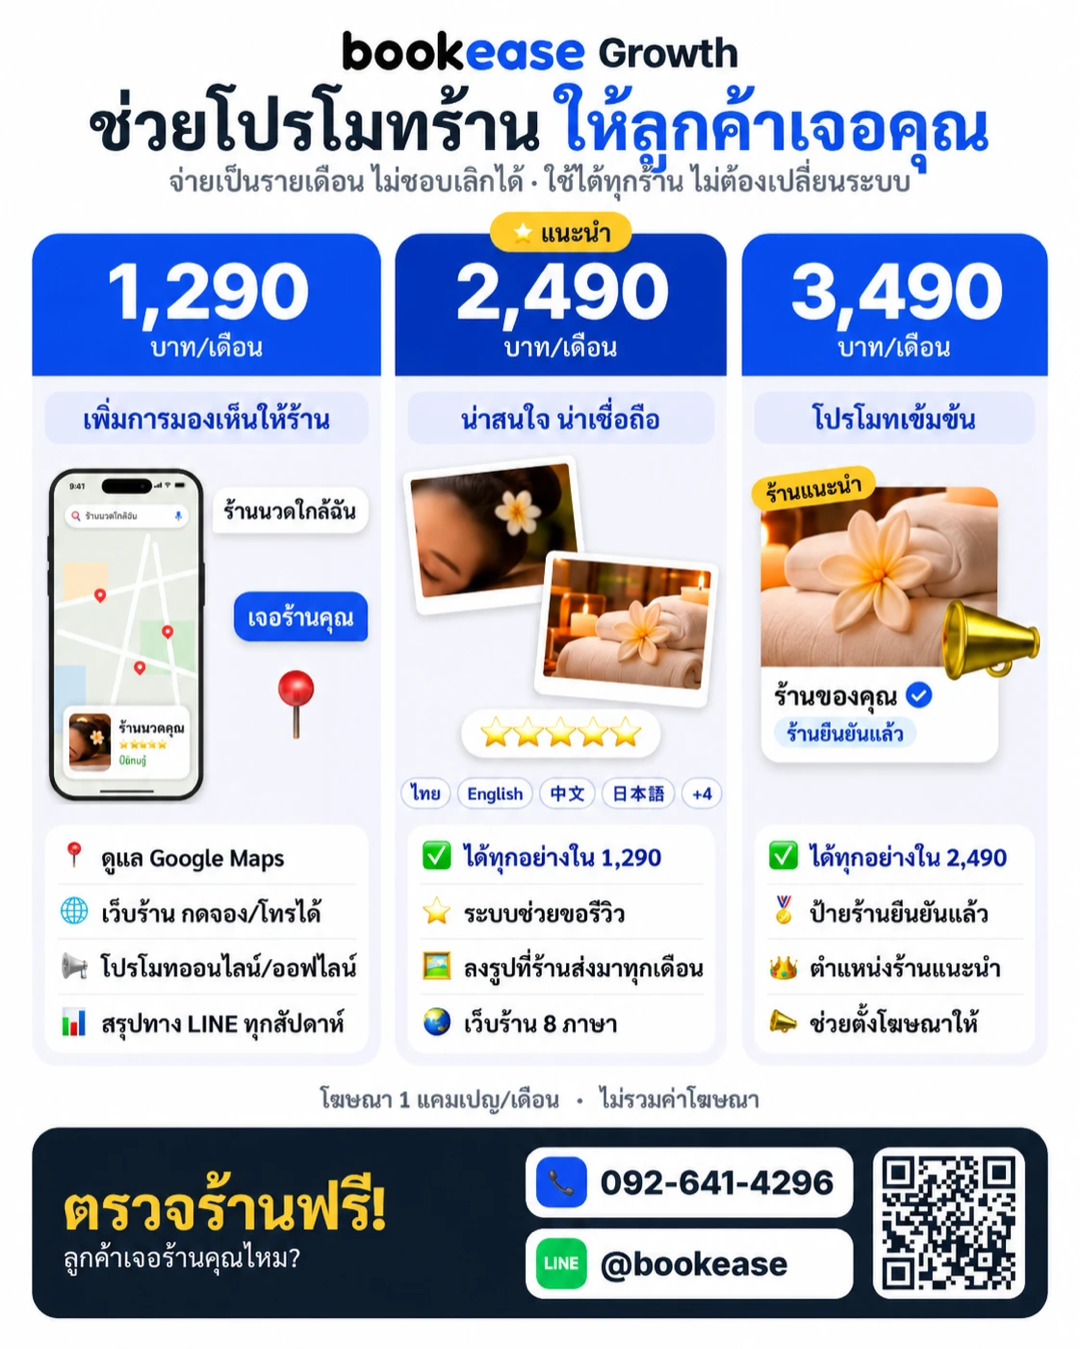 bookease Growth
ช่วยโปรโมทร้าน ให้ลูกค้าเจอคุณ
จ่ายเป็นรายเดือน ไม่ชอบเลิกได้ · ใช้ได้ทุกร้าน ไม่ต้องเปลี่ยนระบบ
1,290
บาท/เดือน
เพิ่มการมองเห็นให้ร้าน
9:41
ร้านนวดใกล้ฉัน
ร้านนวดใกล้ฉัน
เจอร้านคุณ
ร้านนวดคุณ
ดูแล Google Maps
เว็บร้าน กดจอง/โทรได้
โปรโมทออนไลน์/ออฟไลน์
สรุปทาง LINE ทุกสัปดาห์
แนะนำ
2,490
บาท/เดือน
น่าสนใจ น่าเชื่อถือ
ไทย English 中文 日本語 +4
ได้ทุกอย่างใน 1,290
ระบบช่วยขอรีวิว
ลงรูปที่ร้านส่งมาทุกเดือน
เว็บร้าน 8 ภาษา
3,490
บาท/เดือน
โปรโมทเข้มข้น
ร้านแนะนำ
ร้านของคุณ
ร้านยืนยันแล้ว
ได้ทุกอย่างใน 2,490
ป้ายร้านยืนยันแล้ว
ตำแหน่งร้านแนะนำ
ช่วยตั้งโฆษณาให้
โฆษณา 1 แคมเปญ/เดือน · ไม่รวมค่าโฆษณา
ตรวจร้านฟรี!
ลูกค้าเจอร้านคุณไหม?
092-641-4296
LINE @bookease